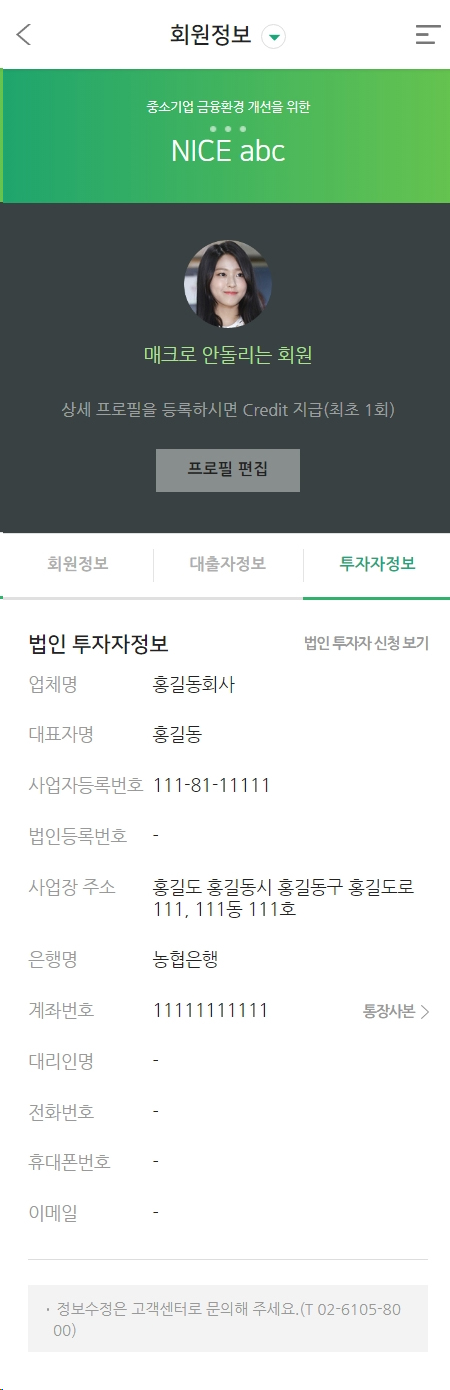 회원정보
중소기업 금융환경 개선을 위한
NICE abc
매크로 안돌리는 회원
상세 프로필을 등록하시면 Credit 지급(최초 1회)
프로필 편집
회원정보 대출자정보 투자자정보
법인 투자자정보 법인 투자자 신청 보기
업체명 홍길동회사
대표자명 홍길동
사업자등록번호 111-81-11111
법인등록번호 -
사업장 주소 홍길도 홍길동시 홍길동구 홍길도로
111, 111동 111호
은행명 농협은행
계좌번호 11111111111 통장사본 >
대리인명 -
전화번호 -
휴대폰번호 -
이메일 -
· 정보수정은 고객센터로 문의해 주세요.(T 02-6105-80
00)